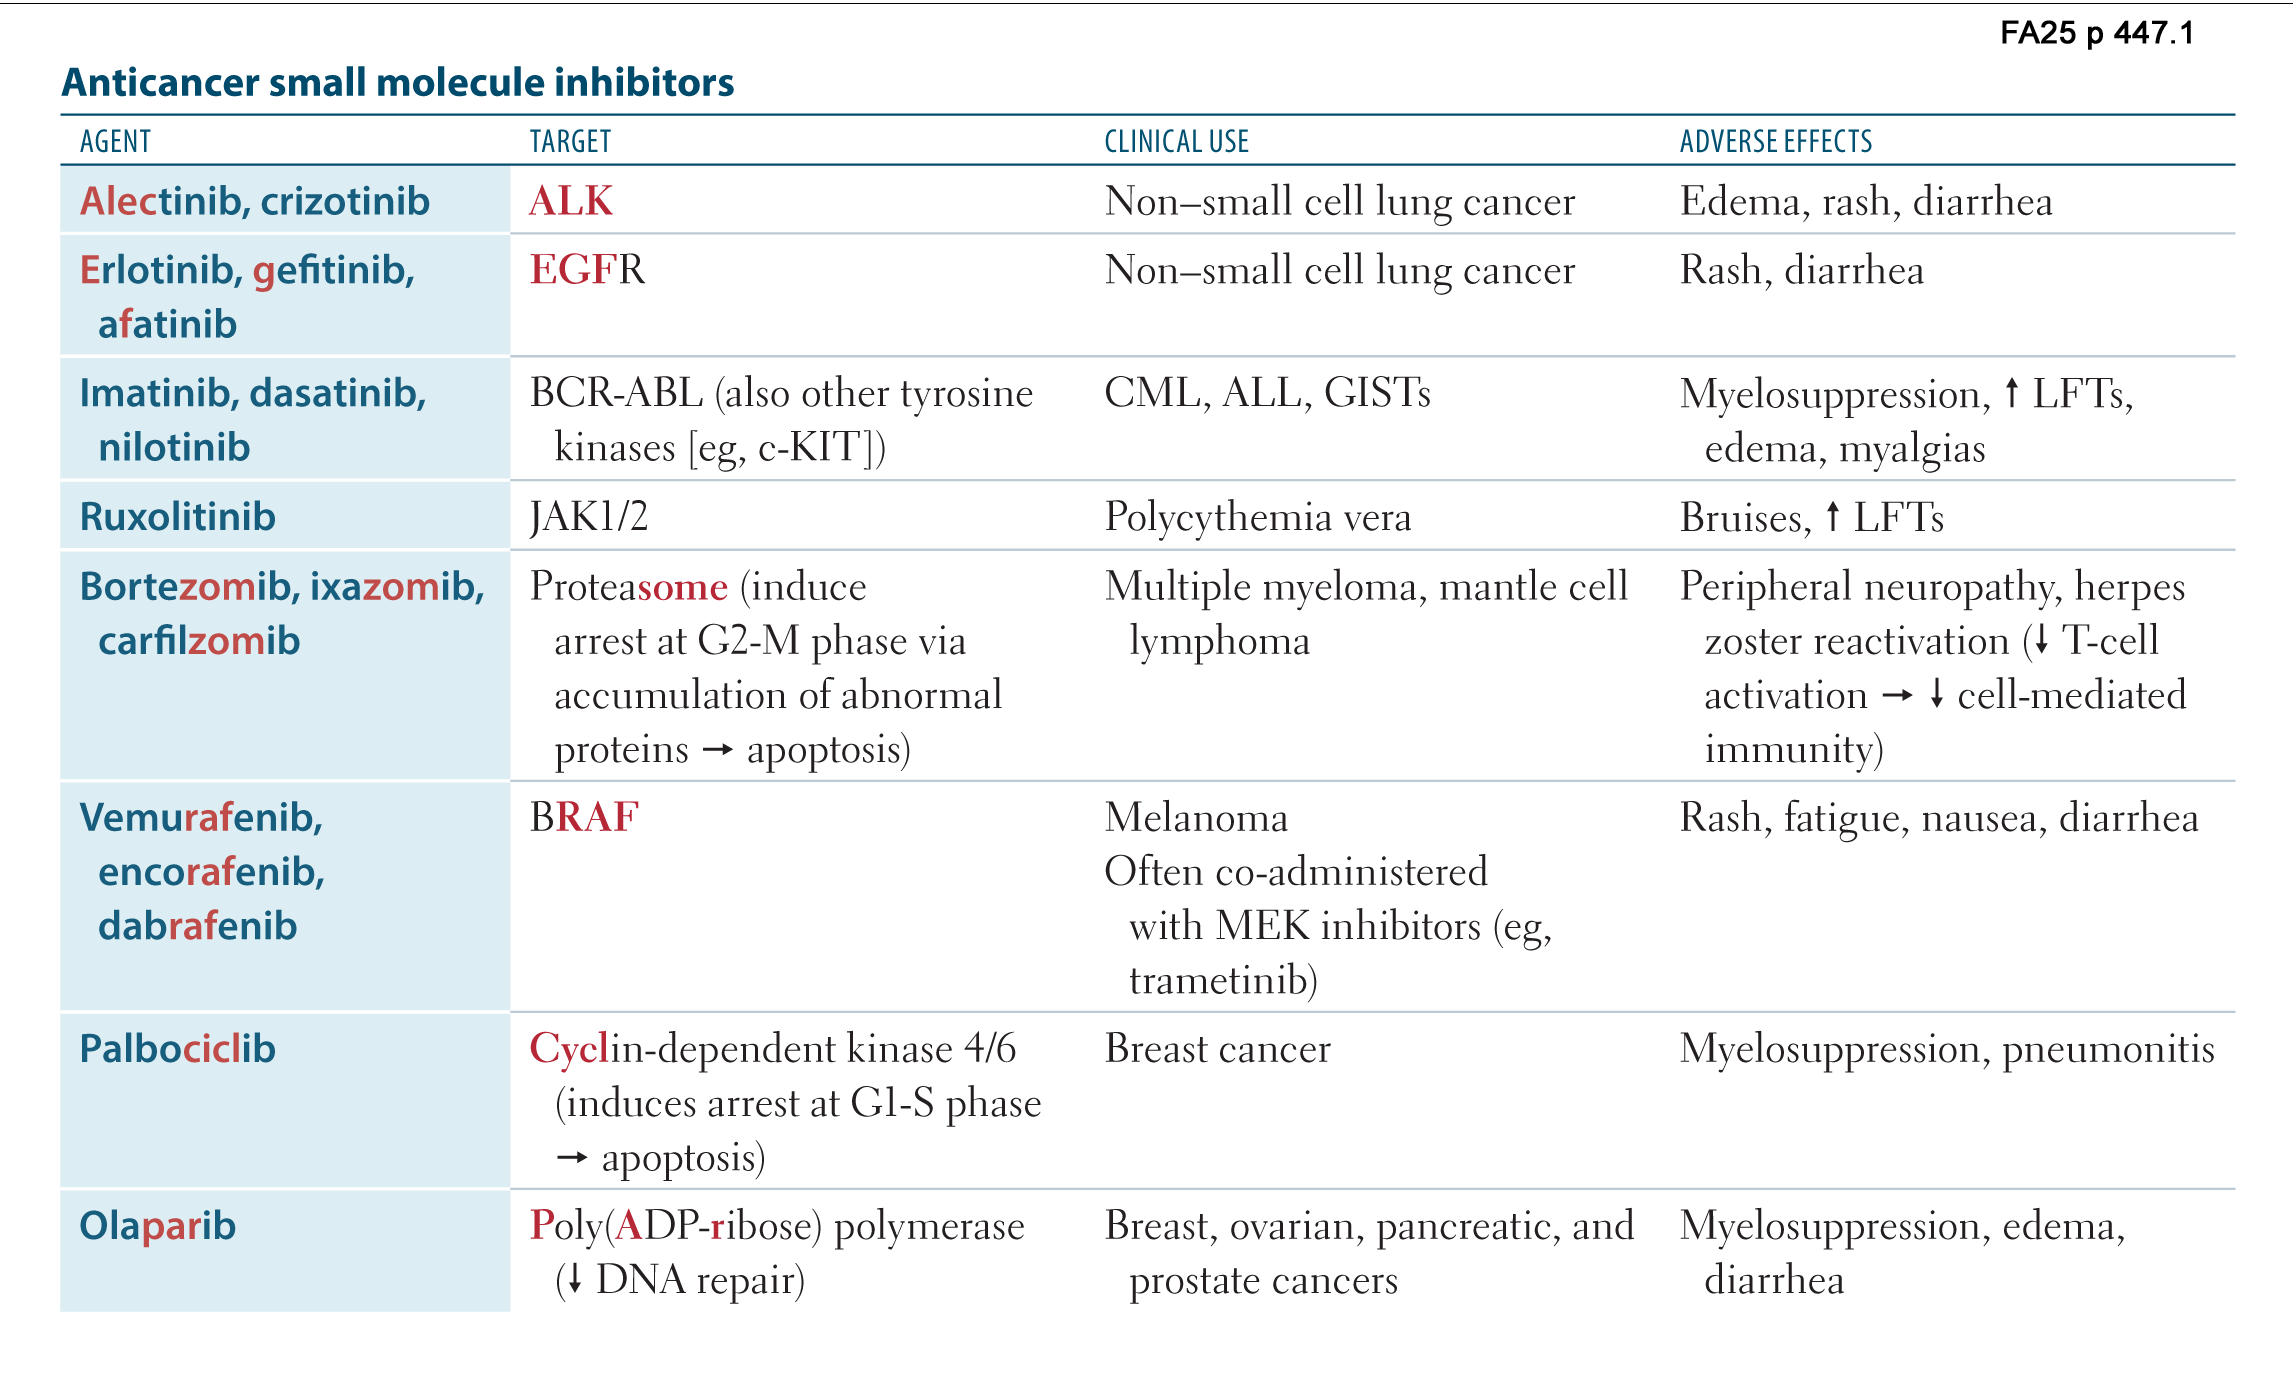 FA25 p 447.1
Anticancer small molecule inhibitors
AGENT TARGET CLINICAL USE ADVERSE EFFECTS
Alectinib, crizotinib ALK Non–small cell lung cancer Edema, rash, diarrhea
Erlotinib, gefitinib, EGFR Non–small cell lung cancer Rash, diarrhea
afatinib
Imatinib, dasatinib, BCR-ABL (also other tyrosine CML, ALL, GISTs Myelosuppression, ↑ LFTs,
nilotinib kinases [eg, c-KIT]) edema, myalgias
Ruxolitinib JAK1/2 Polycythemia vera Bruises, ↑ LFTs
Bortezomib, ixazomib, Proteasome (induce Multiple myeloma, mantle cell Peripheral neuropathy, herpes
carfilzomib arrest at G2-M phase via lymphoma zoster reactivation (↓ T-cell
accumulation of abnormal activation → ↓ cell-mediated
proteins → apoptosis) immunity)
Vemurafenib, BRAF Melanoma Rash, fatigue, nausea, diarrhea
encorafenib, Often co-administered
dabrafenib with MEK inhibitors (eg,
trametinib)
Palbociclib Cyclin-dependent kinase 4/6 Breast cancer Myelosuppression, pneumonitis
(induces arrest at G1-S phase
→ apoptosis)
Olaparib Poly(ADP-ribose) polymerase Breast, ovarian, pancreatic, and Myelosuppression, edema,
(↓ DNA repair) prostate cancers diarrhea